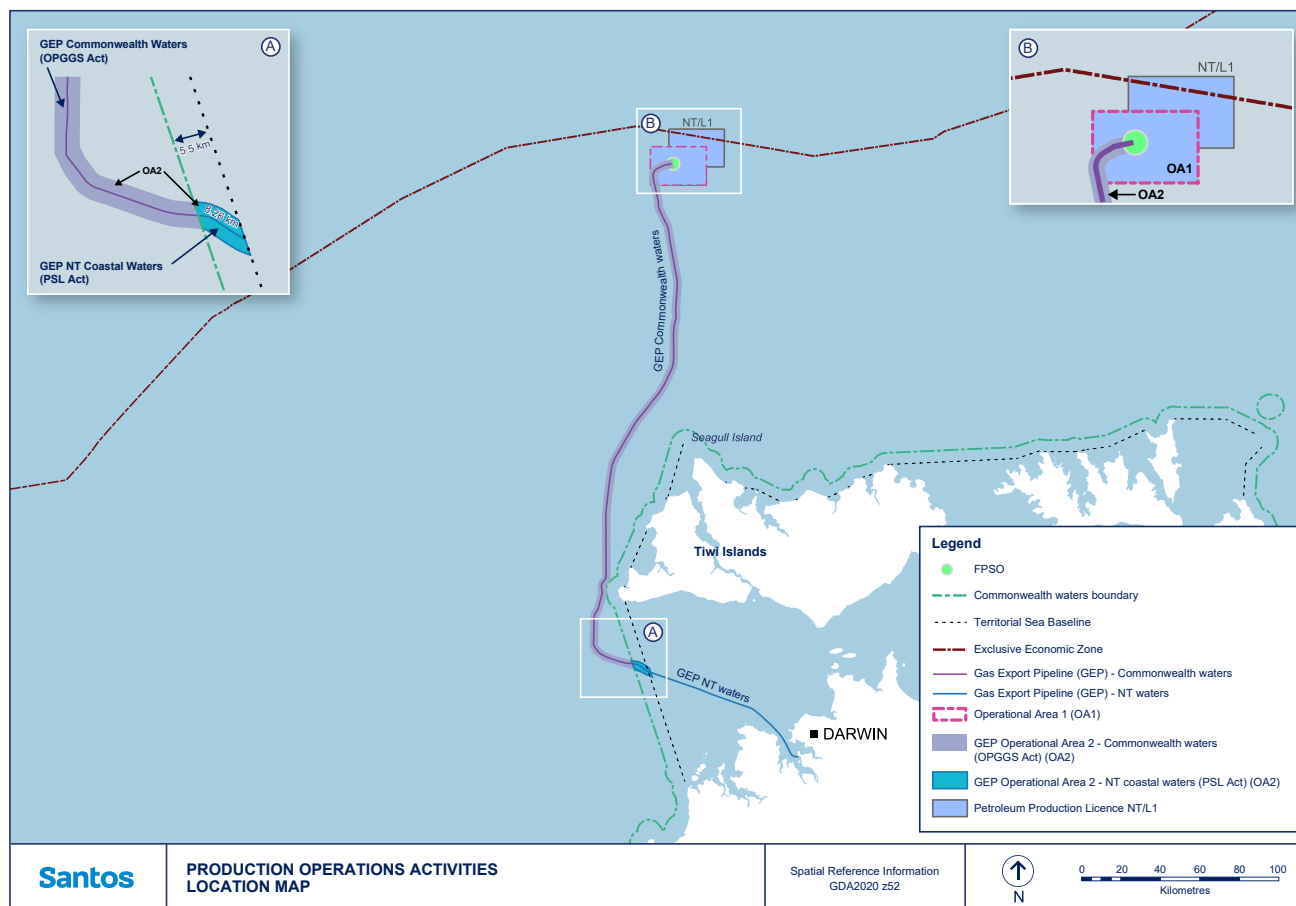 GEP Commonwealth Waters
(OPGGS Act)
A
5.5 km
OA2
8.26 km
GEP NT Coastal Waters
(PSL Act)
B
NT/L1
OA1
OA2
B
NT/L1
GEP Commonwealth waters
Seagull Island
Tiwi Islands
A
GEP NT waters
DARWIN
Legend
FPSO
Commonwealth waters boundary
Territorial Sea Baseline
Exclusive Economic Zone
Gas Export Pipeline (GEP) - Commonwealth waters
Gas Export Pipeline (GEP) - NT waters
Operational Area 1 (OA1)
GEP Operational Area 2 - Commonwealth waters
(OPGGS Act) (OA2)
GEP Operational Area 2 - NT coastal waters (PSL Act) (OA2)
Petroleum Production Licence NT/L1
Santos
PRODUCTION OPERATIONS ACTIVITIES
LOCATION MAP
Spatial Reference Information
GDA2020 z52
N
0 20 40 60 80 100
Kilometres